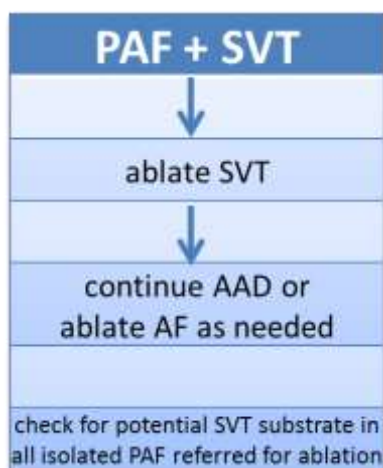 PAF + SVT
ablate SVT
continue AAD or
ablate AF as needed
check for potential SVT substrate in
all isolated PAF referred for ablation